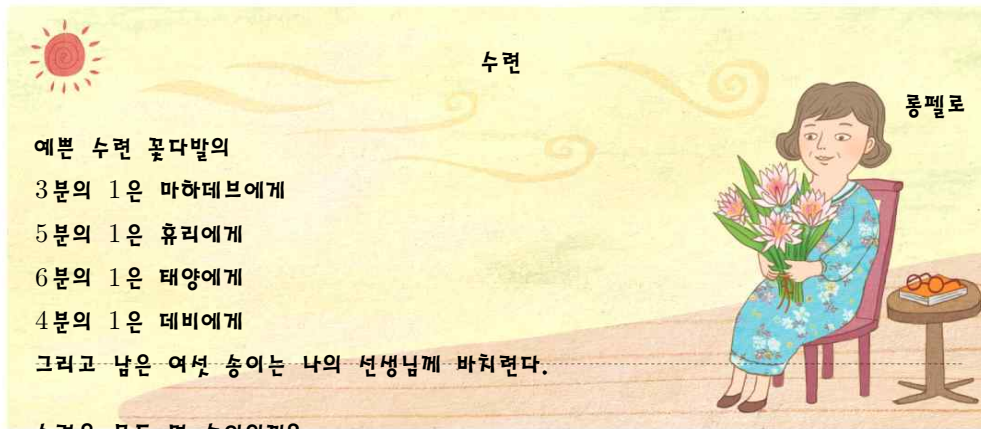 수련
롱펠로
예쁜 수련 꽃다발의
3분의 1은 마하데브에게
5분의 1은 휴리에게
6분의 1은 태양에게
4분의 1은 데비에게
그리고 남은 여섯 송이는 나의 선생님께 바치련다.